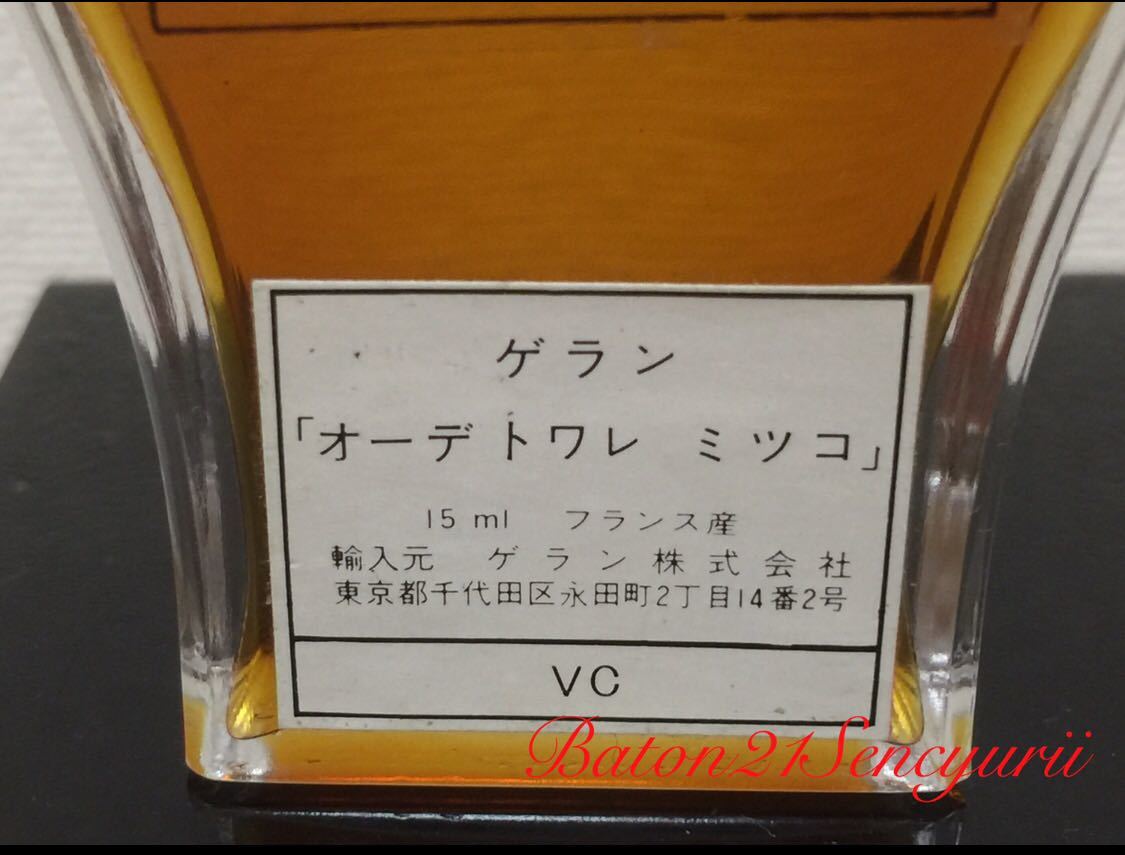 ゲラン
「オーデトワレ ミツコ」
15 ml フランス産
輸入元 ゲラン株式会社
東京都千代田区永田町2丁目14番2号
VC
Baton21Sencyurii